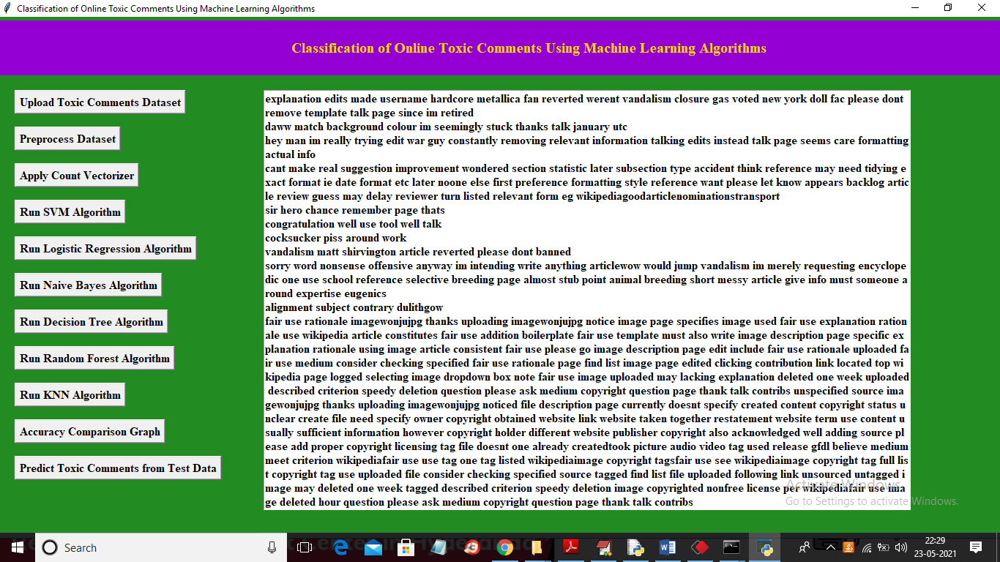 Classification of Online Toxic Comments Using Machine Learning Algorithms
Classification of Online Toxic Comments Using Machine Learning Algorithms
Upload Toxic Comments Dataset
Preprocess Dataset
Apply Count Vectorizer
Run SVM Algorithm
Run Logistic Regression Algorithm
Run Naive Bayes Algorithm
Run Decision Tree Algorithm
Run Random Forest Algorithm
Run KNN Algorithm
Accuracy Comparison Graph
Predict Toxic Comments from Test Data
explanation edits made username hardcore metallica fan reverted werent vandalism closure gas voted new york doll fac please dont
remove template talk page since im retired
daww match background colour im seemingly stuck thanks talk january utc
hey man im really trying edit war guy constantly removing relevant information talking edits instead talk page seems care formatting
actual info
cant make real suggestion improvement wondered section statistic later subsection type accident think reference may need tidying e
xact format ie date format etc later noone else first preference formatting style reference want please let know appears backlog artic
le review guess may delay reviewer turn listed relevant form eg wikipediagoodarticlenominationstransport
sir hero chance remember page thats
congratulation well use tool well talk
cocksucker piss around work
vandalism matt shirvington article reverted please dont banned
sorry word nonsense offensive anyway im intending write anything articlewow would jump vandalism im merely requesting encyclope
dic one use school reference selective breeding page almost stub point animal breeding short messy article give info must someone a
round expertise eugenics
alignment subject contrary dulithgow
fair use rationale imagewonjujpg thanks uploading imagewonjujpg notice image page specifies image used fair use explanation ration
ale use wikipedia article constitutes fair use addition boilerplate fair use template must also write image description page specific ex
planation rationale using image article consistent fair use please go image description page edit include fair use rationale uploaded fa
ir use medium consider checking specified fair use rationale page find list image page edited clicking contribution link located top wi
kipedia page logged selecting image dropdown box note fair use image uploaded may lacking explanation deleted one week uploaded
described criterion speedy deletion question please ask medium copyright question page thank talk contribs unspecified source ima
gewonjujpg thanks uploading imagewonjujpg noticed file description page currently doesnt specify created content copyright status u
nclear create file need specify owner copyright obtained website link website taken together restatement website term use content u
sually sufficient information however copyright holder different website publisher copyright also acknowledged well adding source pl
ease add proper copyright licensing tag file doesnt one already createdtook picture audio video tag used release gfdl believe medium
meet criterion wikipediafair use use tag one tag listed wikipediaimage copyright tagsfair use see wikipediaimage copyright tag full lis
t copyright tag use uploaded file consider checking specified source tagged find list file uploaded following link unsourced untagged i
mage may deleted one week tagged described criterion speedy deletion image copyrighted nonfree license per wikipediafair use ima
ge deleted hour question please ask medium copyright question page thank talk contribs
Activate Windows
Go to Settings to activate Windows.
Search
22:29
23-05-2021